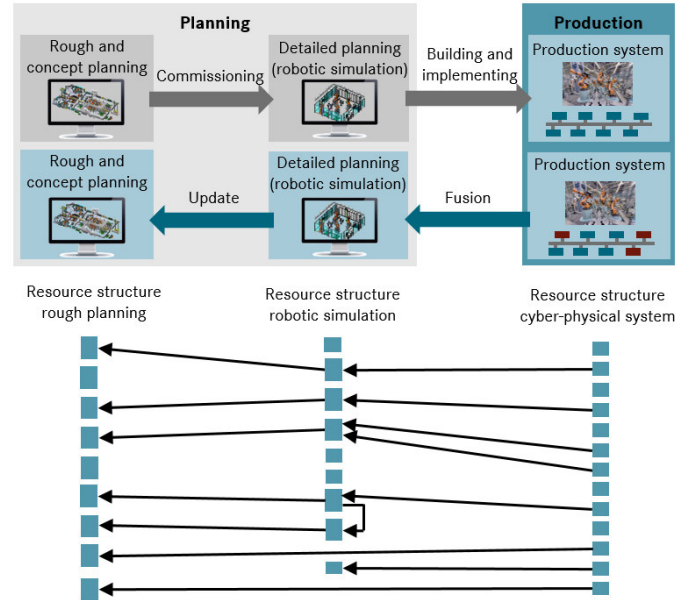 Planning
Production
Rough and
concept planning
Commissioning
Detailed planning
(robotic simulation)
Building and
implementing
Production system
Rough and
concept planning
Update
Detailed planning
(robotic simulation)
Fusion
Production system
Resource structure
rough planning
Resource structure
robotic simulation
Resource structure
cyber-physical system